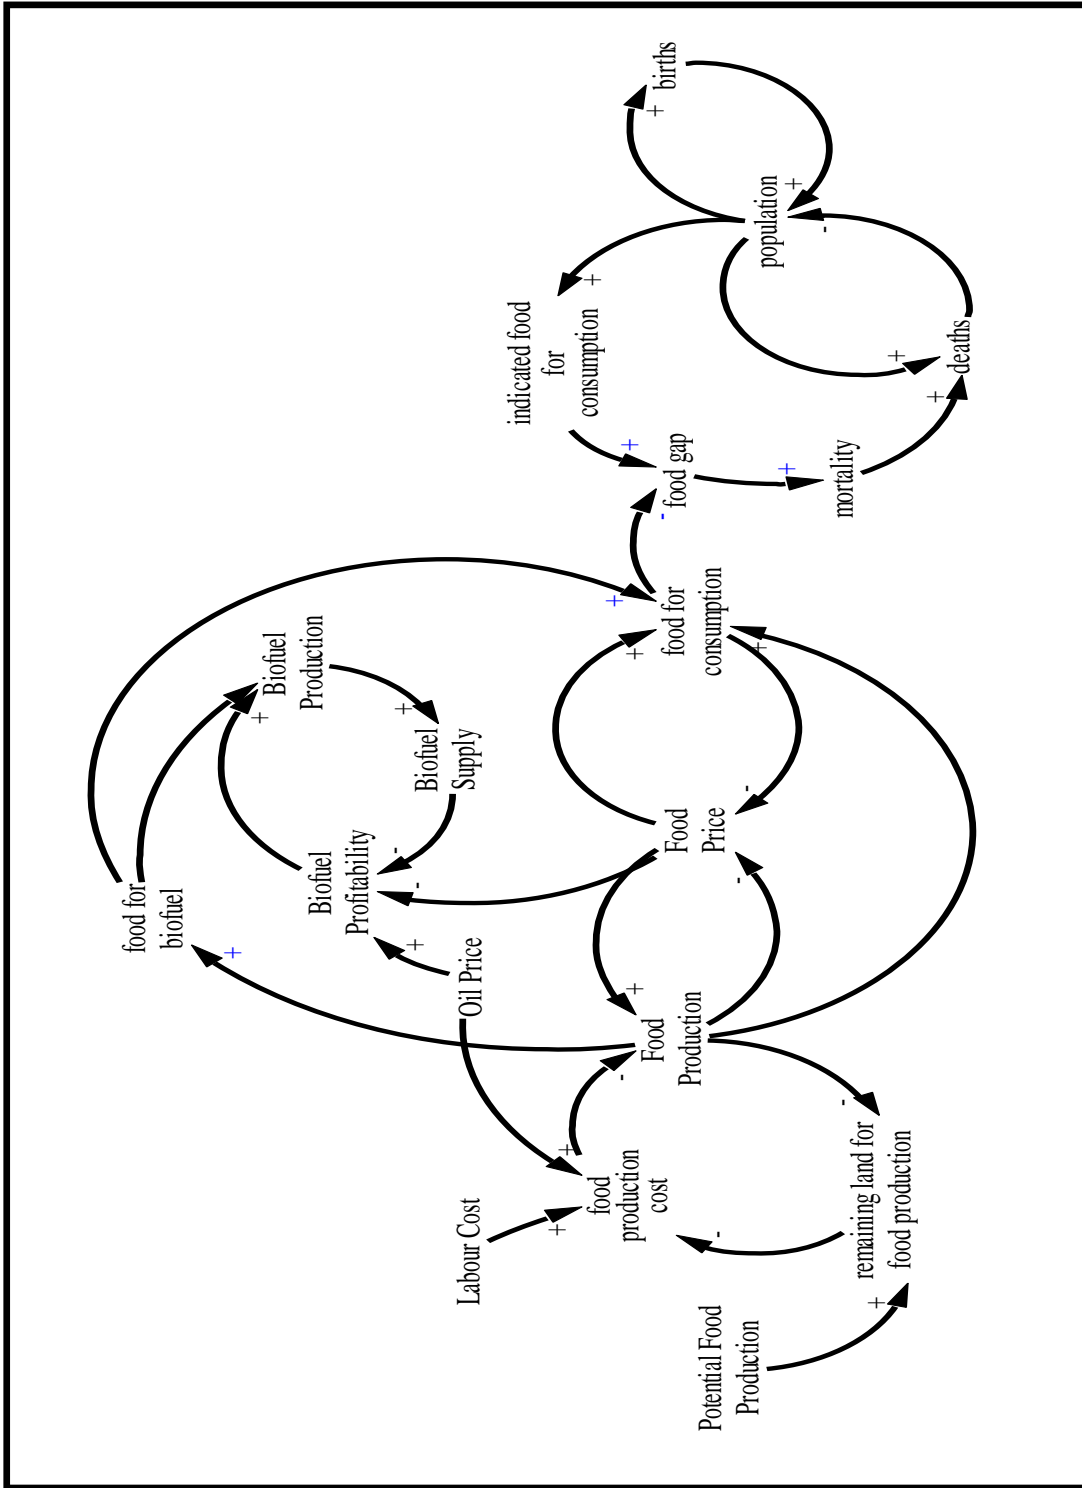 births
population
indicated food
for
consumption
deaths
food gap
mortality
food for
consumption
Biofuel
Production
Biofuel
Supply
Biofuel
Profitability
food for
biofuel
Food
Price
Oil Price
Food
Production
food
production
cost
Labour Cost
remaining land for
food production
Potential Food
Production
+
+
-
+
+
+
+
+
-
+
+
+
+
+
-
-
+
-
-
+
+
+
-
-
+
+
-
+